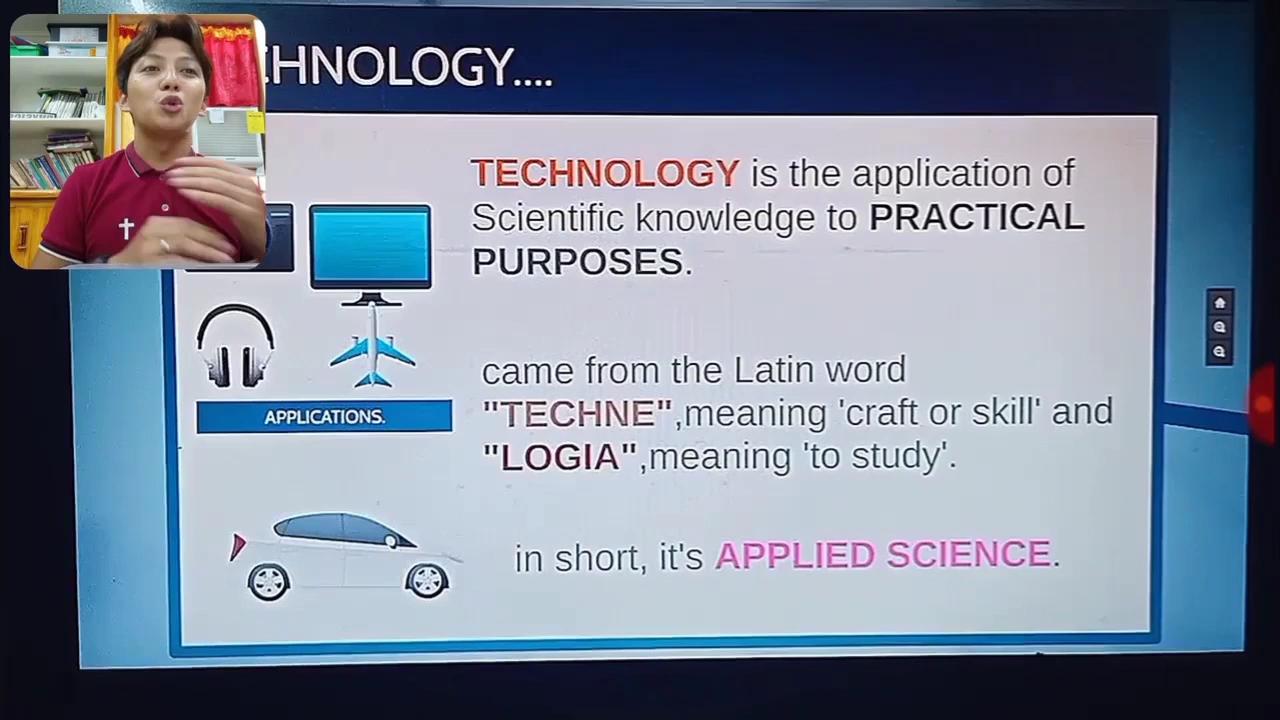 HNOLOGY....
TECHNOLOGY is the application of
Scientific knowledge to PRACTICAL
PURPOSES.
came from the Latin word
"TECHNE",meaning 'craft or skill' and
"LOGIA",meaning 'to study'.
APPLICATIONS.
in short, it's APPLIED SCIENCE.